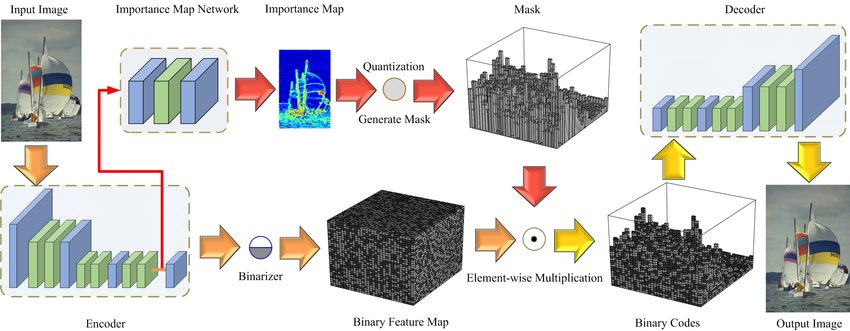 Input Image
Importance Map Network
Importance Map
Mask
Decoder
Quantization
Generate Mask
Binarizer
Element-wise Multiplication
Encoder
Binary Feature Map
Binary Codes
Output Image